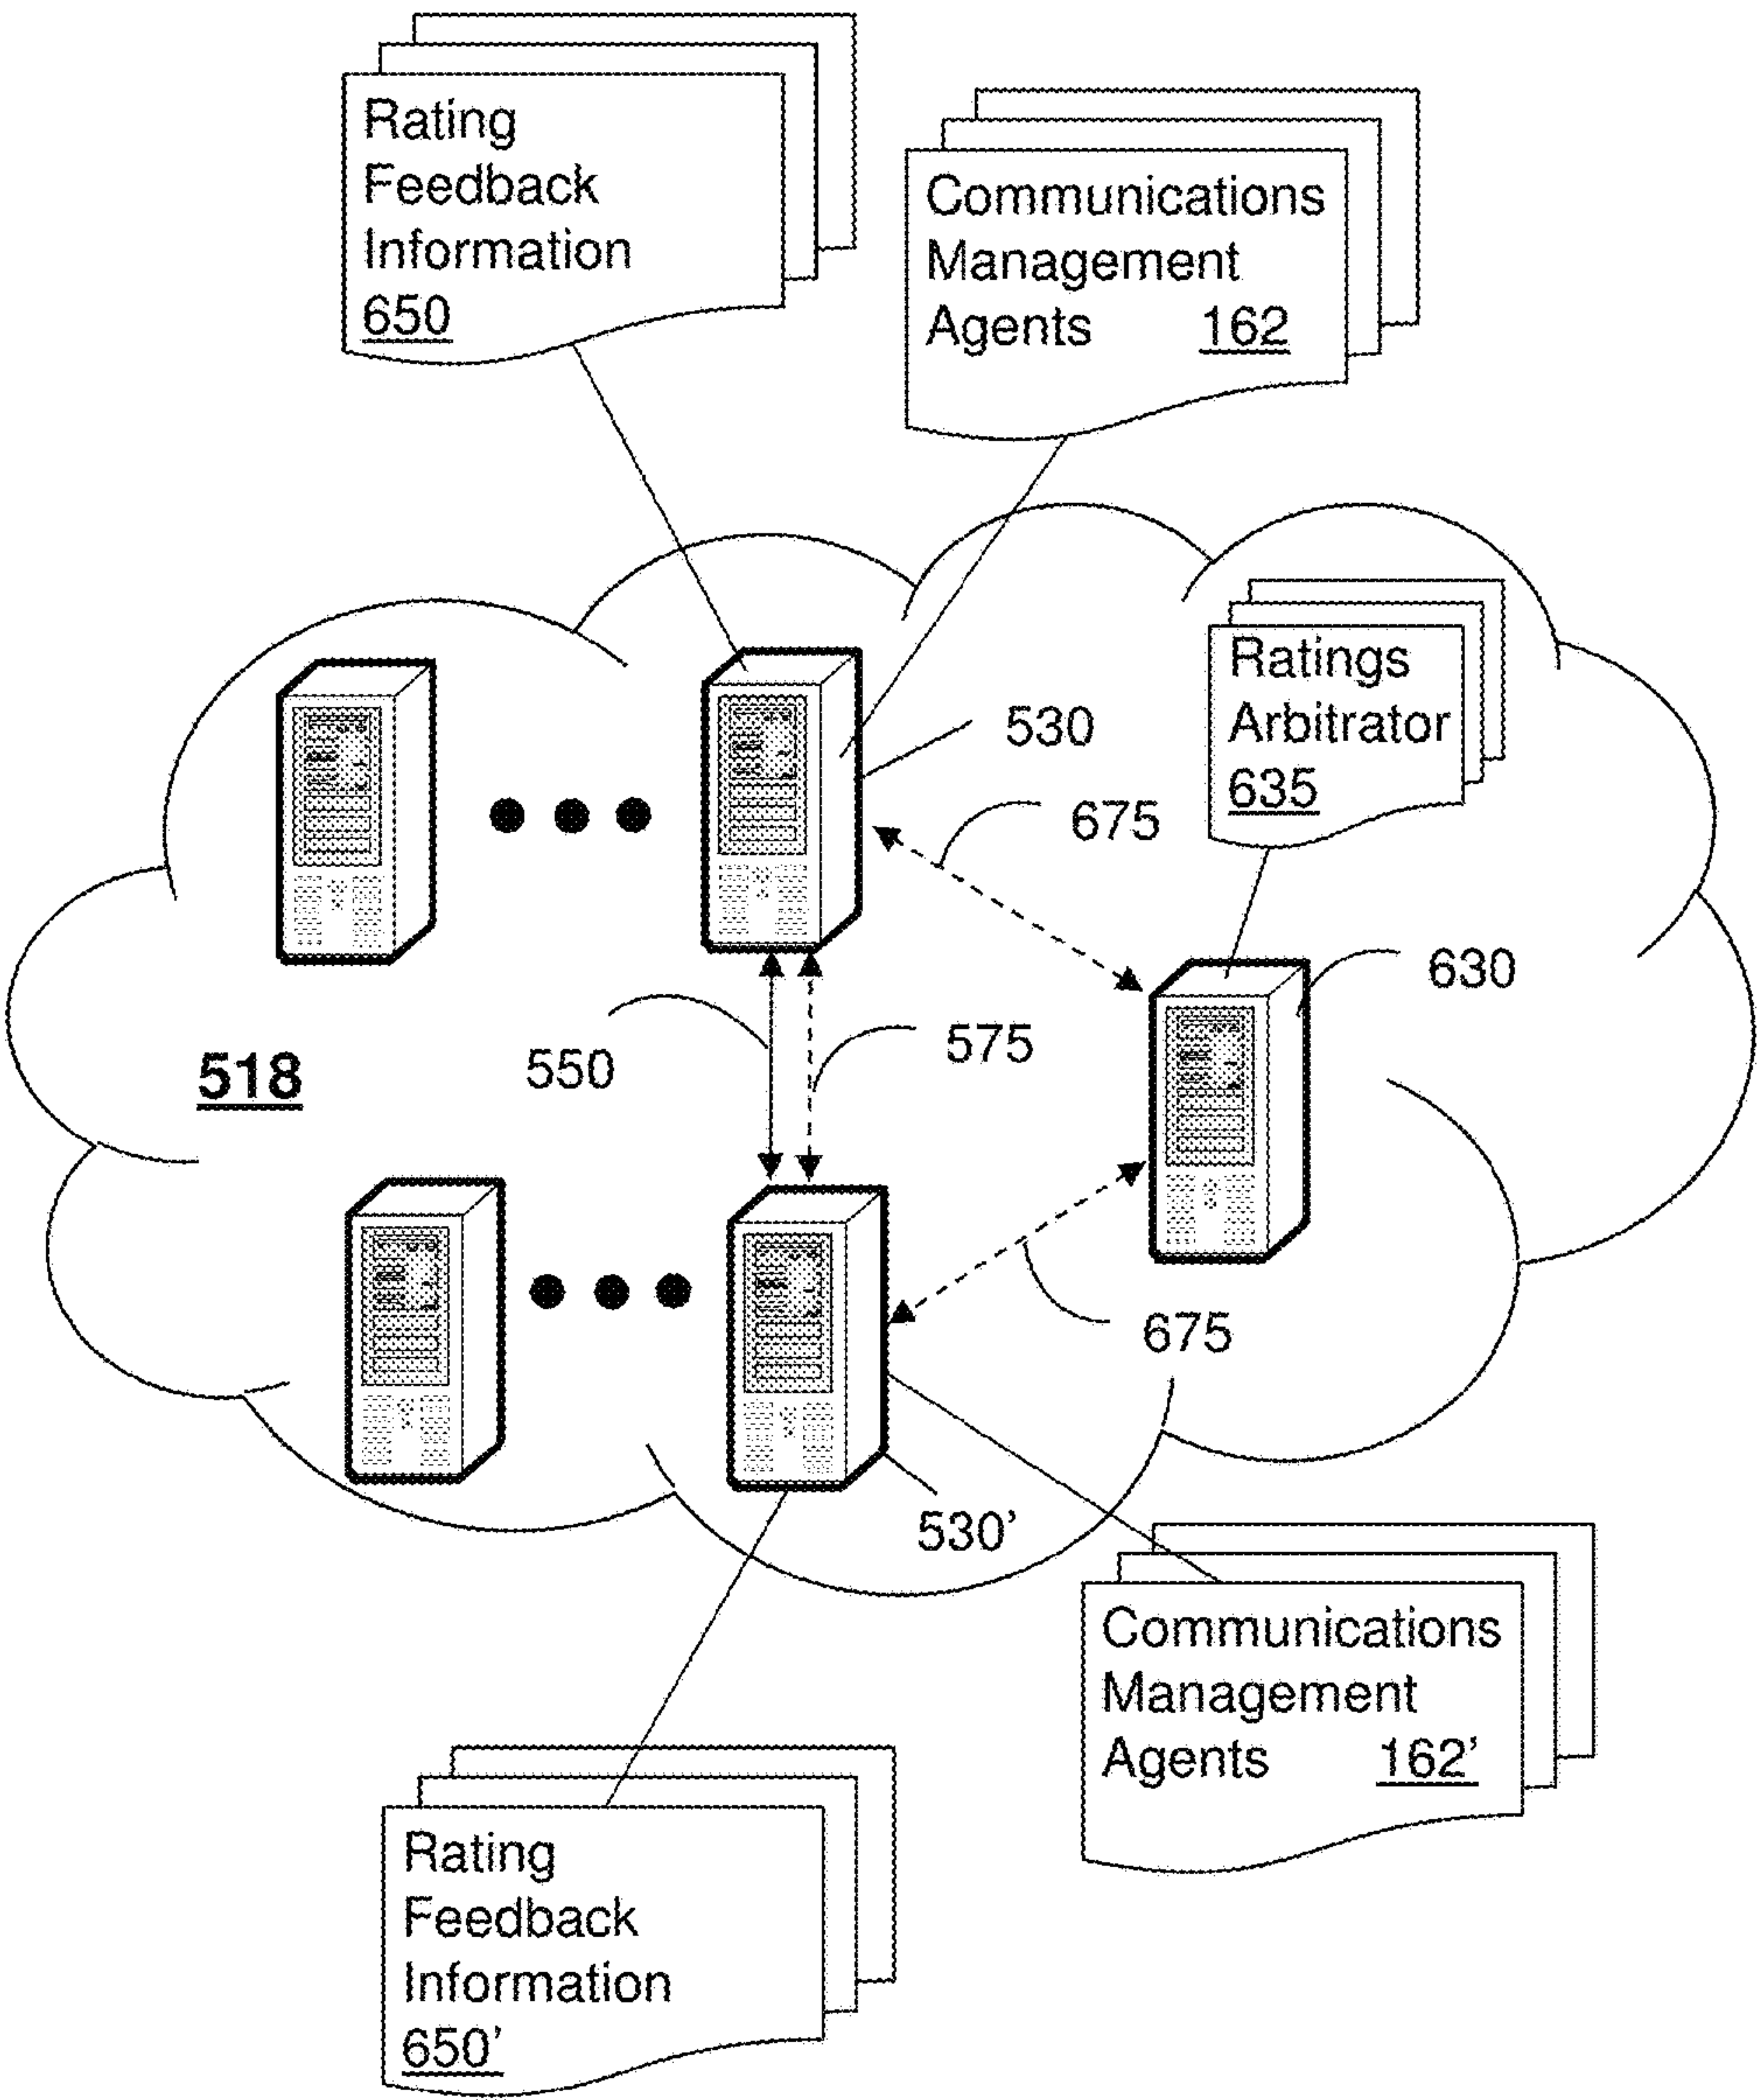 Rating
Feedback
Information
650
Communications
Management
Agents 162
530
Ratings
Arbitrator
635
675
630
550
575
518
675
530'
Communications
Management
Agents 162'
Rating
Feedback
Information
650'